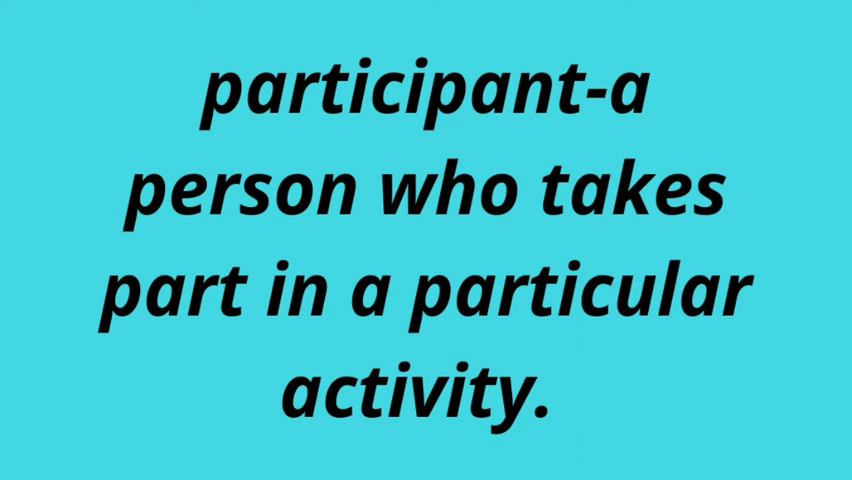 participant-a
person who takes
part in a particular
activity.